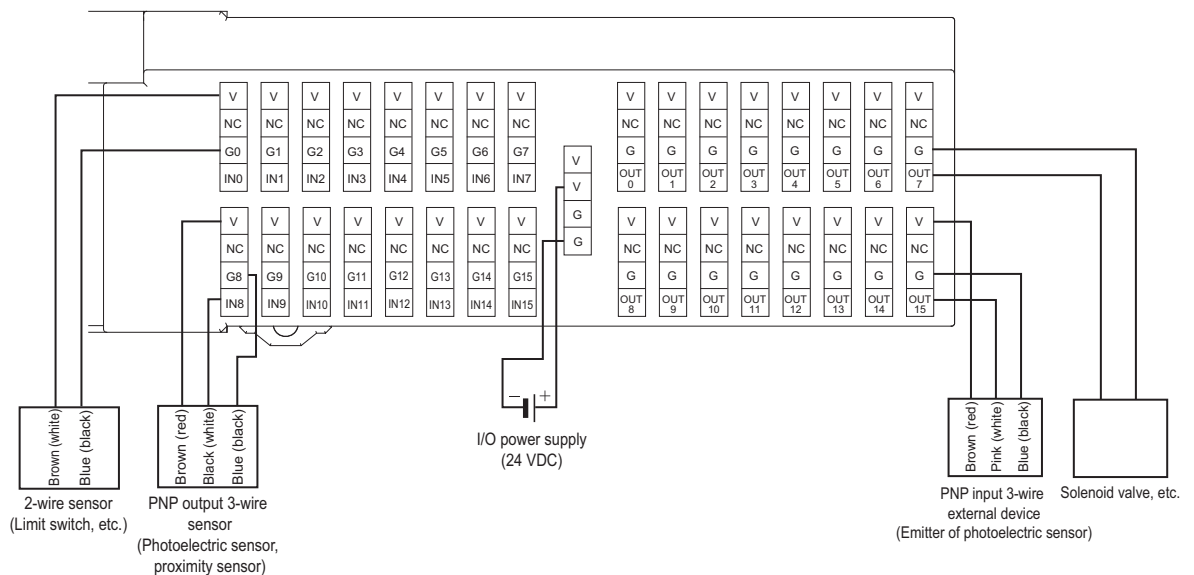 V V V V V V V V V V V V V V V V
NC NC NC NC NC NC NC NC NC NC NC NC NC NC NC NC
G0 G1 G2 G3 G4 G5 G6 G7 G G G G G G G G
IN0 IN1 IN2 IN3 IN4 IN5 IN6 IN7 OUT 0 OUT 1 OUT 2 OUT 3 OUT 4 OUT 5 OUT 6 OUT 7
V
V
G
G
V V V V V V V V V V V V V V V V
NC NC NC NC NC NC NC NC NC NC NC NC NC NC NC NC
G8 G9 G10 G11 G12 G13 G14 G15 G G G G G G G G
IN8 IN9 IN10 IN11 IN12 IN13 IN14 IN15 OUT 8 OUT 9 OUT 10 OUT 11 OUT 12 OUT 13 OUT 14 OUT 15
− +
I/O power supply
(24 VDC)
Brown (white)
Blue (black)
2-wire sensor
(Limit switch, etc.)
Brown (red)
Black (white)
Blue (black)
PNP output 3-wire
sensor
(Photoelectric sensor,
proximity sensor)
Brown (red)
Pink (white)
Blue (black)
PNP input 3-wire
external device
(Emitter of photoelectric sensor)
Solenoid valve, etc.